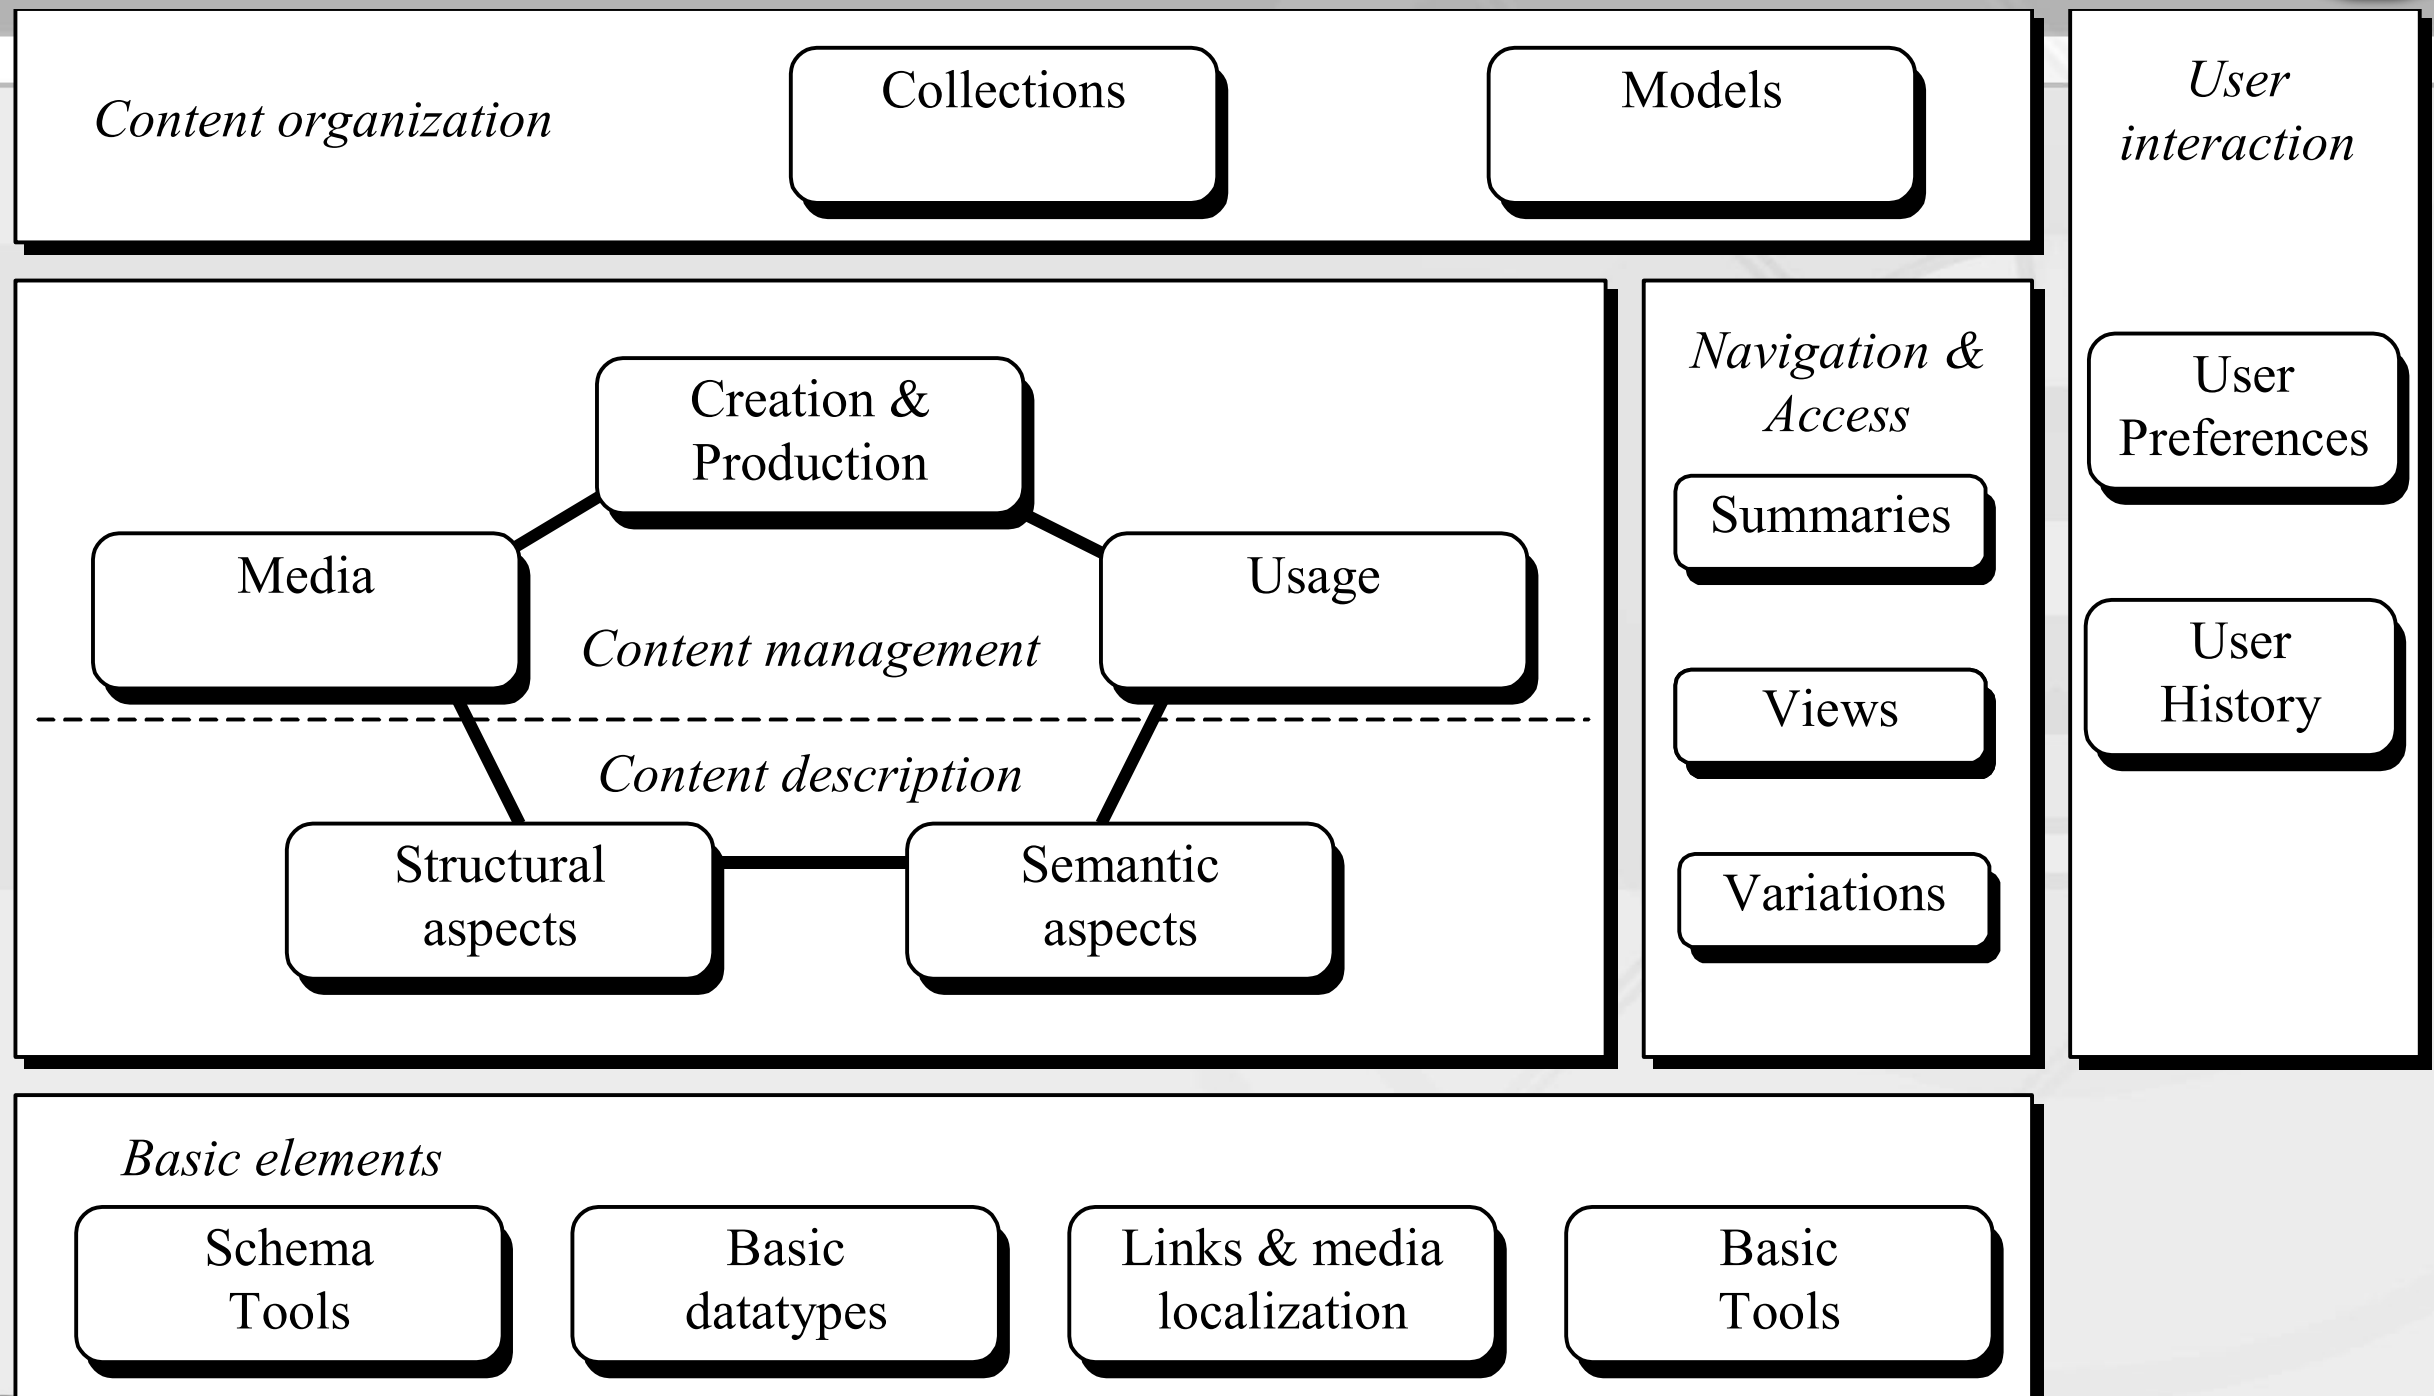 Content organization
Collections
Models
User
interaction
Creation &
Production
Media
Usage
Content management
Content description
Structural
aspects
Semantic
aspects
Navigation &
Access
Summaries
Views
Variations
User
Preferences
User
History
Basic elements
Schema
Tools
Basic
datatypes
Links & media
localization
Basic
Tools